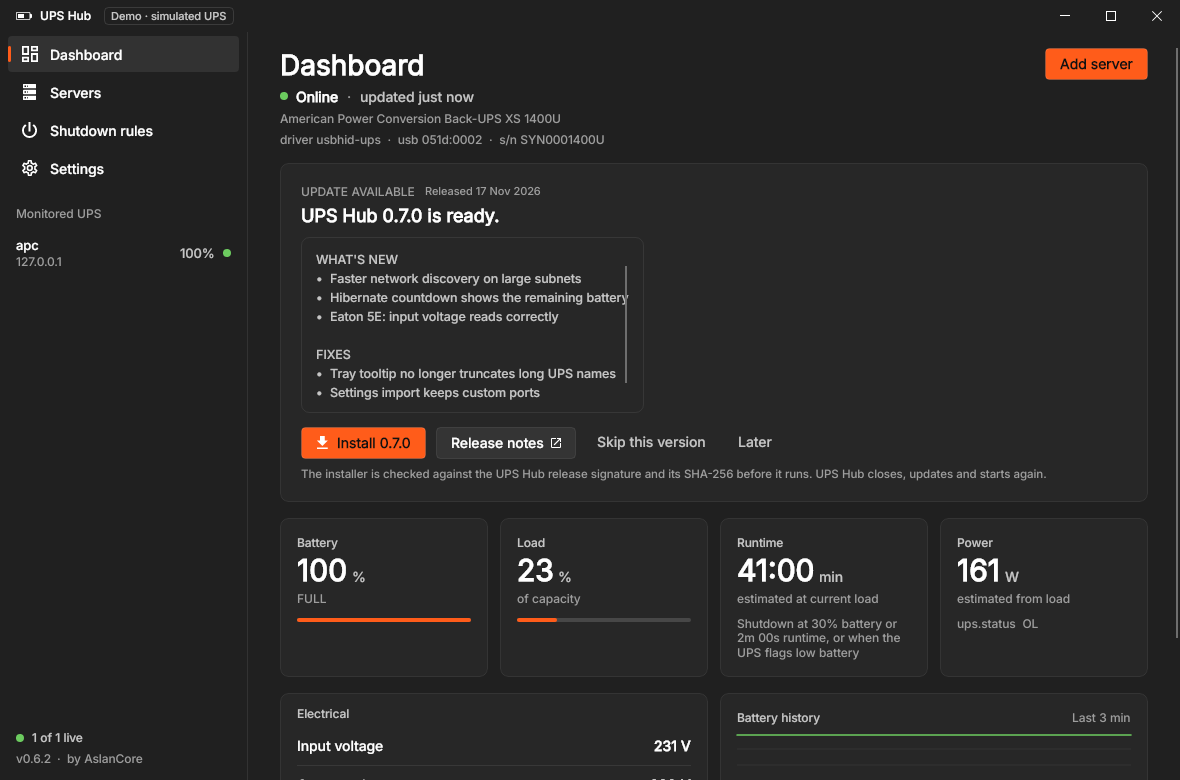 UPS Hub
Demo · simulated UPS
Dashboard
Servers
Shutdown rules
Settings
Monitored UPS
apc
127.0.0.1
100%
1 of 1 live
v0.6.2 · by AslanCore
Dashboard
Add server
Online · updated just now
American Power Conversion Back-UPS XS 1400U
driver usbhid-ups · usb 051d:0002 · s/n SYN0001400U
UPDATE AVAILABLE Released 17 Nov 2026
UPS Hub 0.7.0 is ready.
WHAT'S NEW
• Faster network discovery on large subnets
• Hibernate countdown shows the remaining battery
• Eaton 5E: input voltage reads correctly
FIXES
• Tray tooltip no longer truncates long UPS names
• Settings import keeps custom ports
Install 0.7.0
Release notes
Skip this version
Later
The installer is checked against the UPS Hub release signature and its SHA-256 before it runs. UPS Hub closes, updates and starts again.
Battery
100 %
FULL
Load
23 %
of capacity
Runtime
41:00 min
estimated at current load
Shutdown at 30% battery or
2m 00s runtime, or when the
UPS flags low battery
Power
161 W
estimated from load
ups.status OL
Electrical
Input voltage 231 V
Battery history Last 3 min